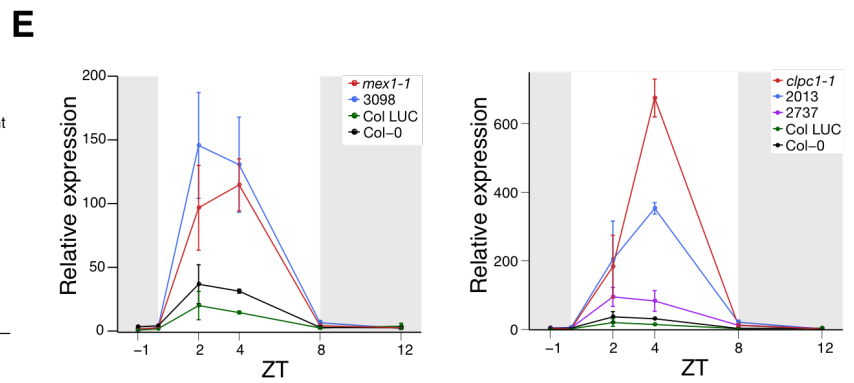 E
nt
Relative expression
200
150
100
50
0
−1
2
4
8
12
ZT
mex1-1
3098
Col LUC
Col−0
Relative expression
600
400
200
0
−1
2
4
8
12
ZT
clpc1-1
2013
2737
Col LUC
Col−0